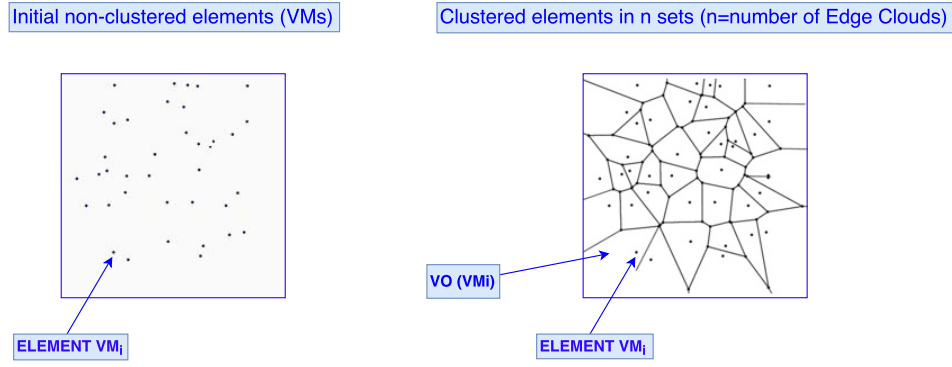 Initial non-clustered elements (VMs)
Clustered elements in n sets (n=number of Edge Clouds)
VO (VMi)
ELEMENT VMi
ELEMENT VMi